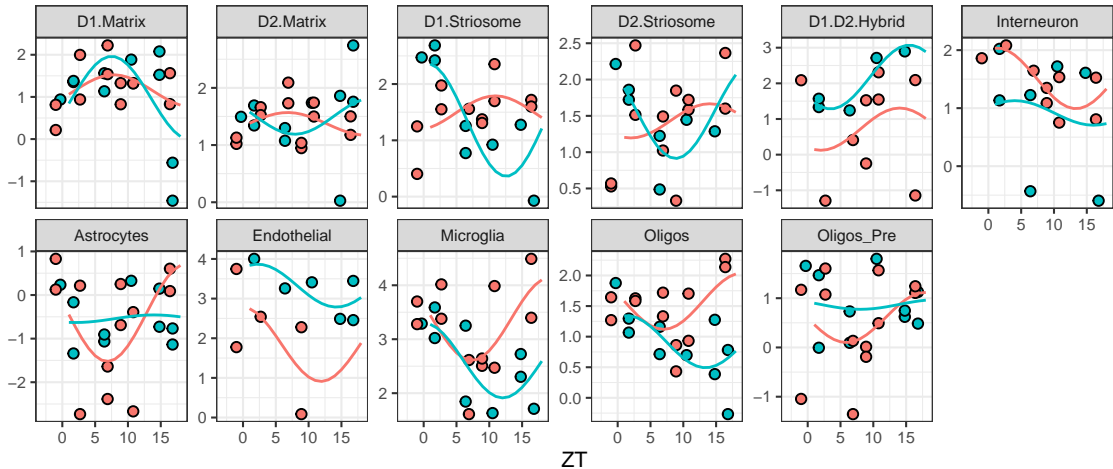 D1.Matrix D2.Matrix D1.Striosome D2.Striosome D1.D2.Hybrid Interneuron
2 1 0 −1
2 1 0
2 1 0
2.5 2.0 1.5 1.0 0.5
3 2 1 0 −1
2 1 0
0 5 10 15
Astrocytes Endothelial Microglia Oligos Oligos_Pre
1 0 −1 −2
4 3 2 1 0
4 3 2
2.0 1.5 1.0 0.5 0.0
1 0 −1
0 5 10 15 0 5 10 15 0 5 10 15 0 5 10 15 0 5 10 15
ZT